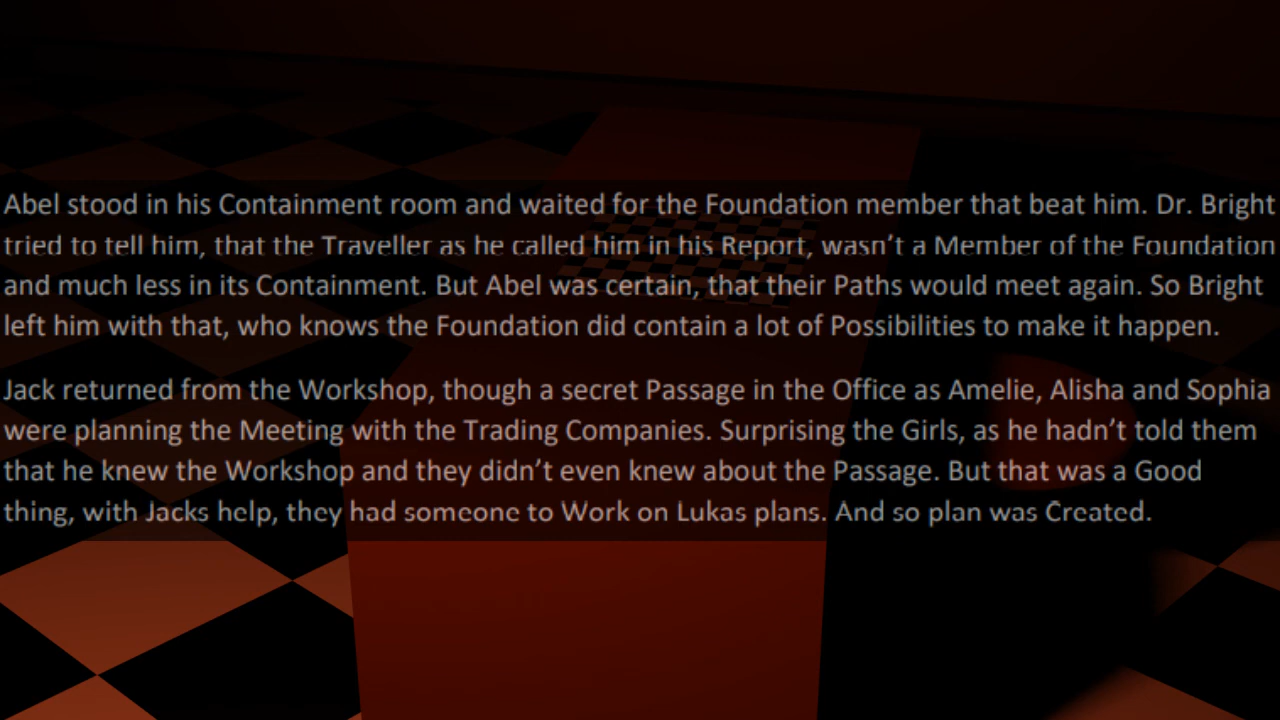 Abel stood in his Containment room and waited for the Foundation member that beat him. Dr. Bright
tried to tell him, that the Traveller as he called him in his Report, wasn’t a Member of the Foundation
and much less in its Containment. But Abel was certain, that their Paths would meet again. So Bright
left him with that, who knows the Foundation did contain a lot of Possibilities to make it happen.
Jack returned from the Workshop, though a secret Passage in the Office as Amelie, Alisha and Sophia
were planning the Meeting with the Trading Companies. Surprising the Girls, as he hadn’t told them
that he knew the Workshop and they didn’t even knew about the Passage. But that was a Good
thing, with Jacks help, they had someone to Work on Lukas plans. And so plan was Created.